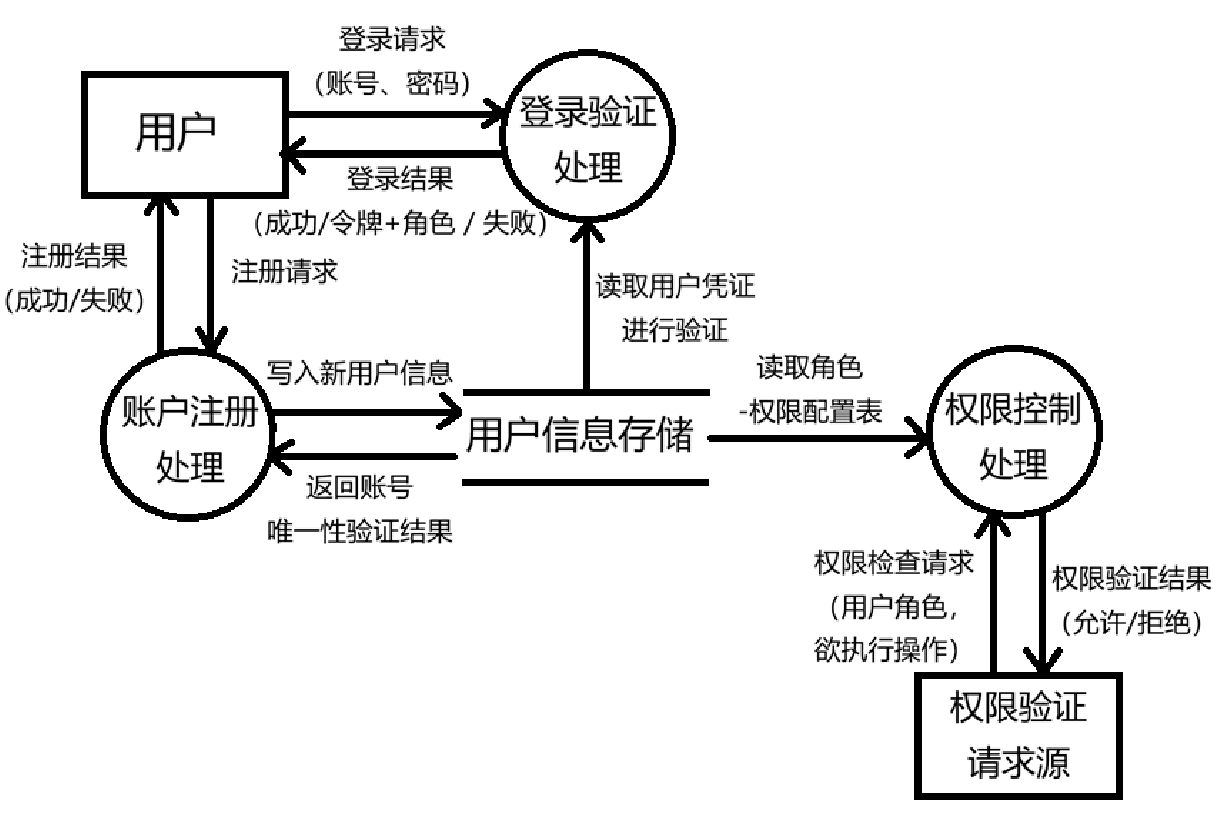 登录请求
（账号、密码）
用户
登录验证
处理
登录结果
（成功/令牌+角色 / 失败）
注册结果
（成功/失败）
注册请求
读取用户凭证
进行验证
账户注册
处理
写入新用户信息
用户信息存储
返回账号
唯一性验证结果
读取角色
-权限配置表
权限控制
处理
权限检查请求
（用户角色，
欲执行操作）
权限验证结果
（允许/拒绝）
权限验证
请求源